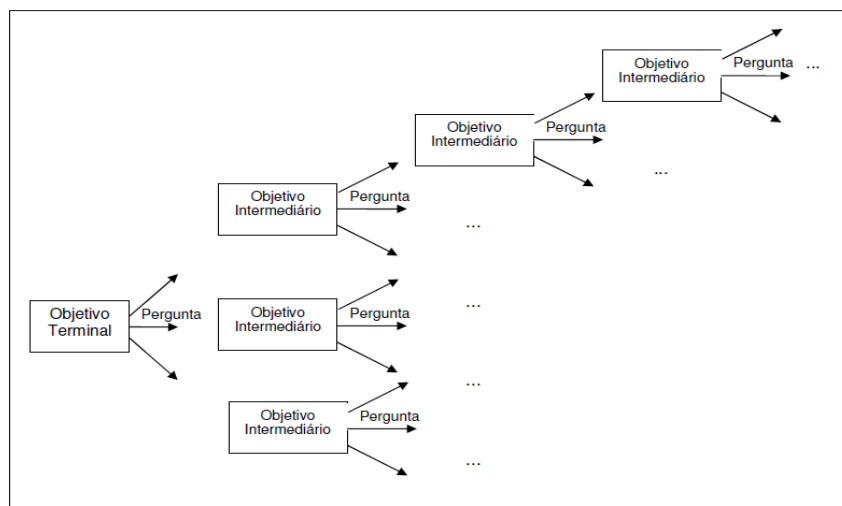 Objetivo
Intermediário
Pergunta
...
Objetivo
Intermediário
Pergunta
...
Objetivo
Intermediário
Pergunta
...
Objetivo
Terminal
Pergunta
Objetivo
Intermediário
Pergunta
...
...
Objetivo
Intermediário
Pergunta
...